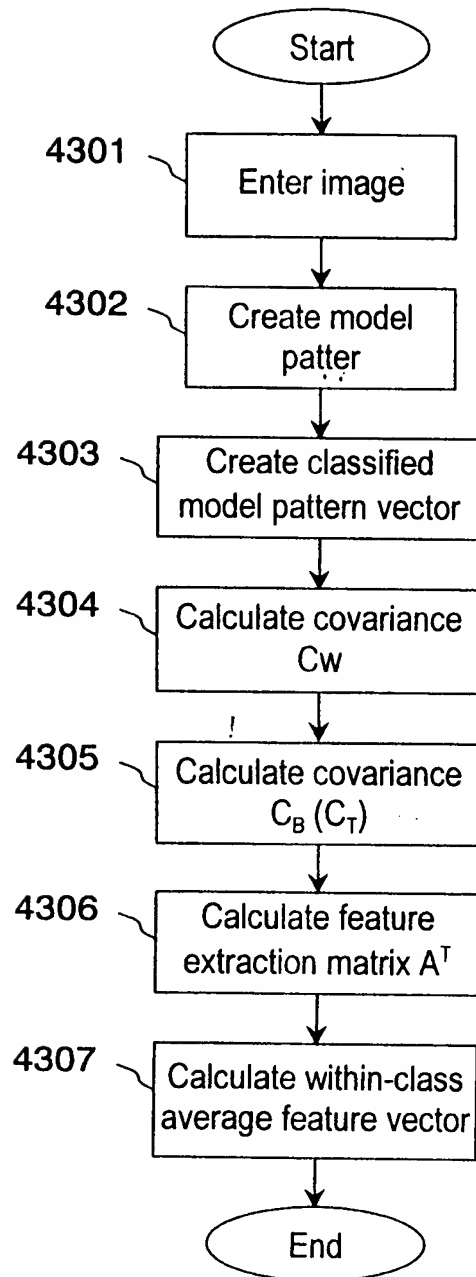 Start
4301
Enter image
4302
Create model
patter
4303
Create classified
model pattern vector
4304
Calculate covariance
Cw
4305
Calculate covariance
C_B (C_T)
4306
Calculate feature
extraction matrix A^T
4307
Calculate within-class
average feature vector
End